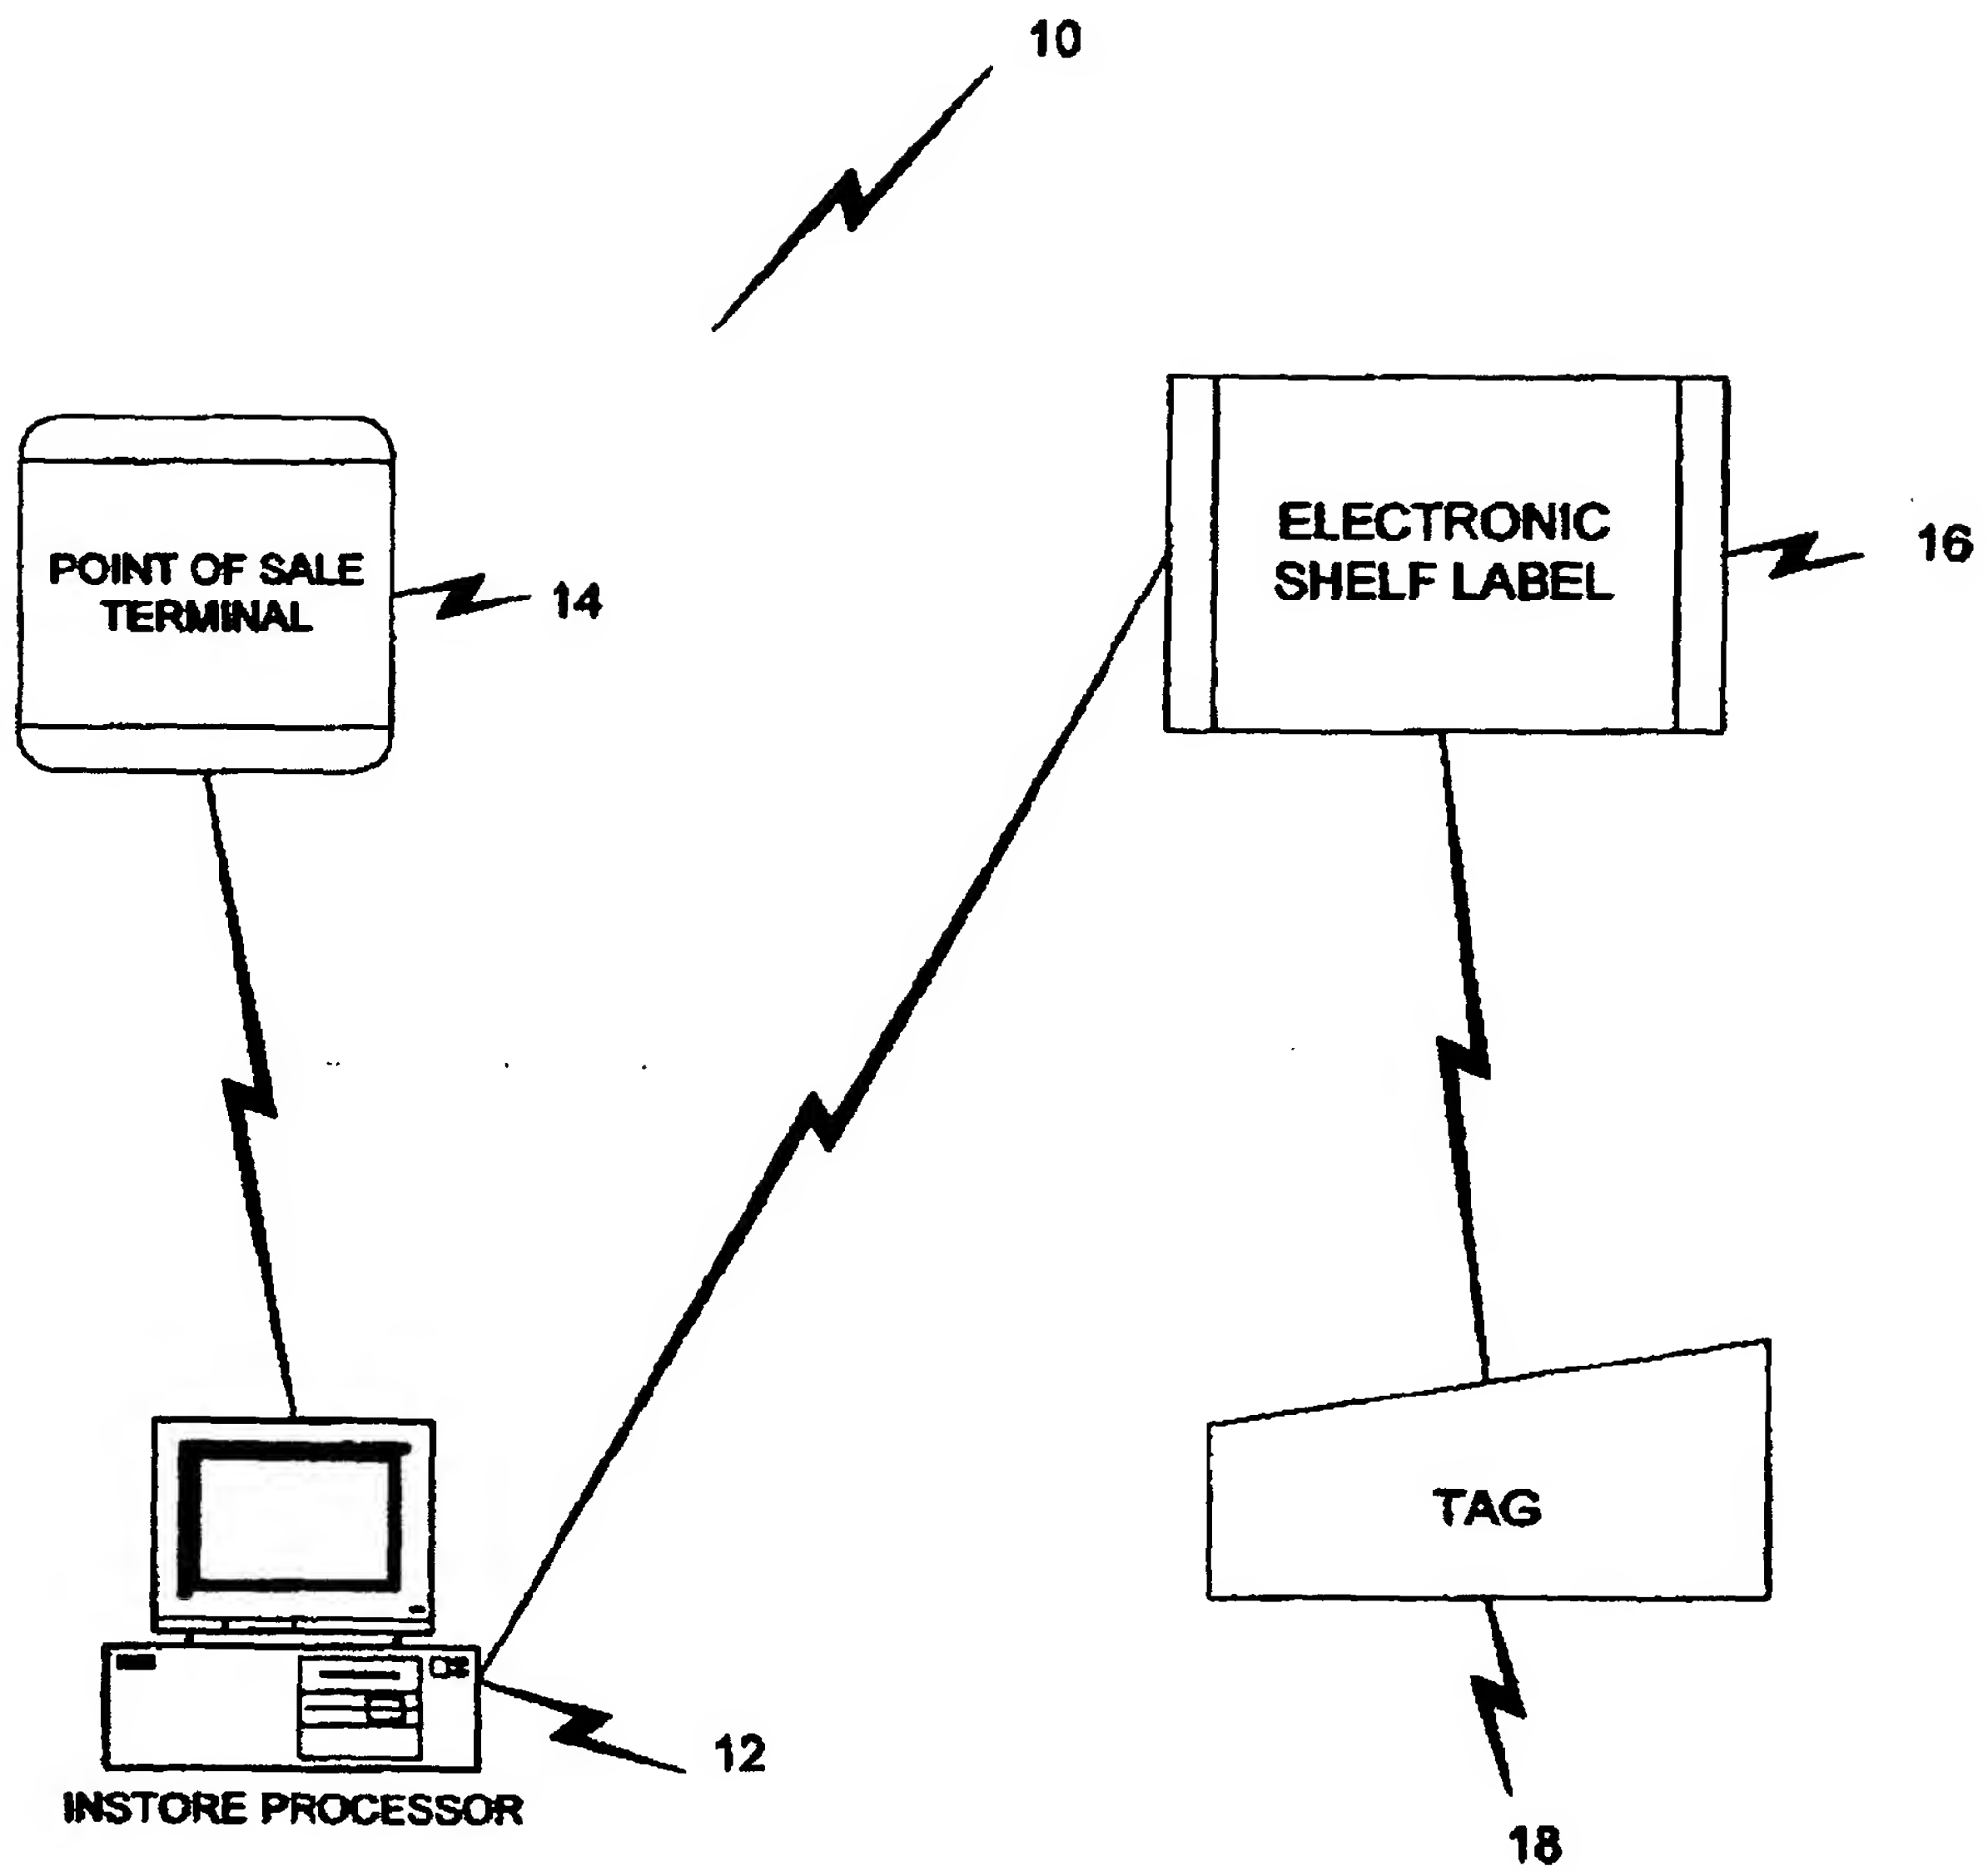 10
POINT OF SALE
TERMINAL
14
ELECTRONIC
SHELF LABEL
16
TAG
12
INSTORE PROCESSOR
18